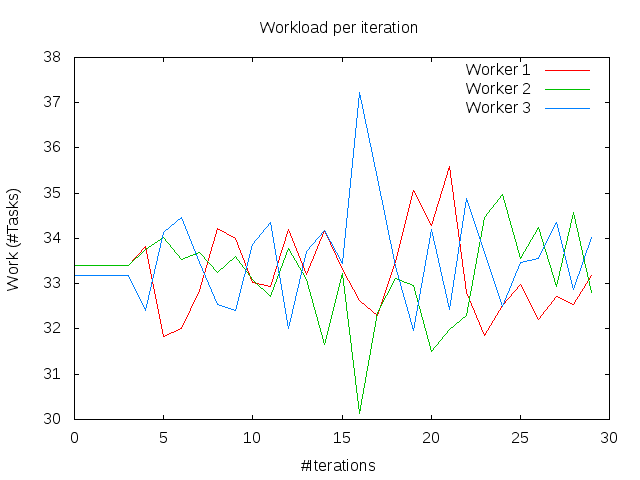 Workload per iteration
Work (#Tasks)
38
37
36
35
34
33
32
31
30
0 5 10 15 20 25 30
#Iterations
Worker 1
Worker 2
Worker 3